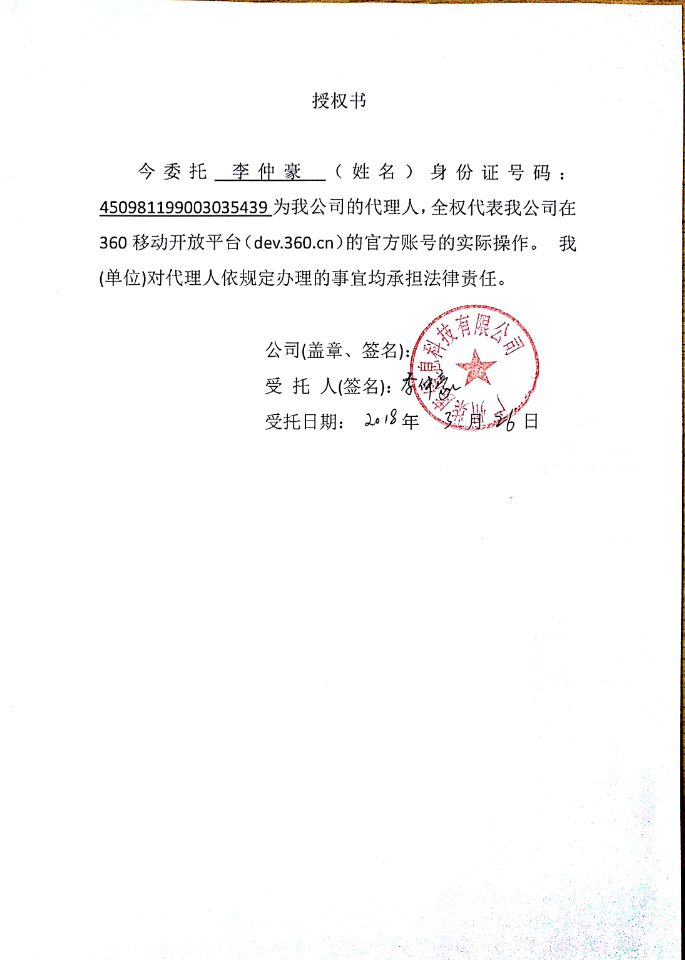 授权书
今委托 李仲豪 （姓名）身份证号码：
450981199003035439 为我公司的代理人，全权代表我公司在
360 移动开放平台（dev.360.cn）的官方账号的实际操作。 我
(单位)对代理人依规定办理的事宜均承担法律责任。
公司(盖章、签名)：
息科技有限公司
受 托 人(签名)：李仲豪
受托日期： 2018 年 3 月 26 日